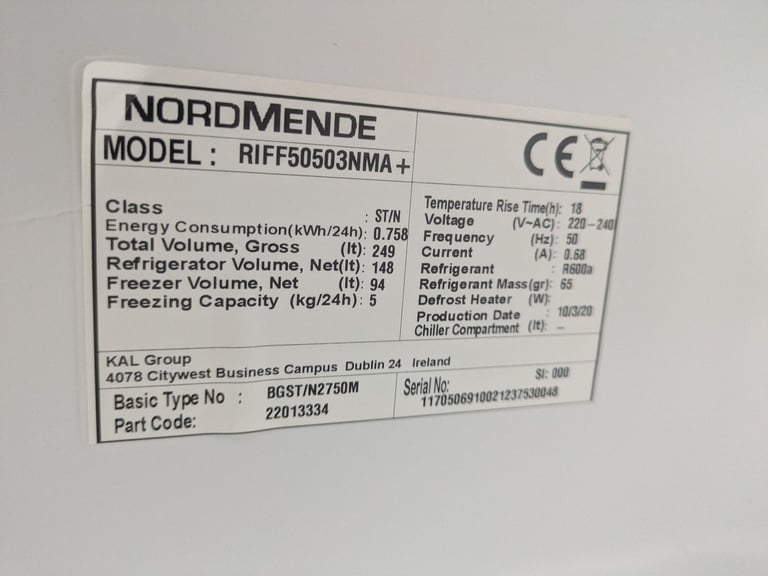 NORDMENDE
MODEL : RIFF50503NMA+
CE
Class : ST/N
Energy Consumption(kWh/24h): 0.758
Total Volume, Gross (lt): 249
Refrigerator Volume, Net(lt): 148
Freezer Volume, Net (lt): 94
Freezing Capacity (kg/24h): 5
Temperature Rise Time(h): 18
Voltage (V~AC): 220-240
Frequency (Hz): 50
Current (A): 0.68
Refrigerant : R600a
Refrigerant Mass(gr): 65
Defrost Heater (W):
Production Date : 10/3/20
Chiller Compartment (lt): -
KAL Group
4078 Citywest Business Campus Dublin 24 Ireland
Basic Type No : BGST/N2750M
Part Code: 22013334
SI: 000
Serial No:
1170506910021237530048